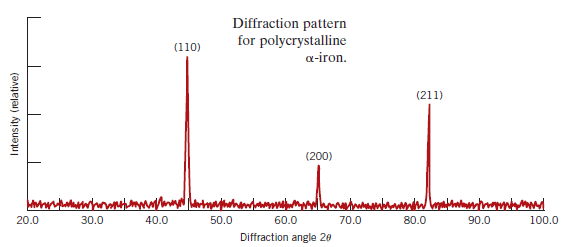 Diffraction pattern
for polycrystalline
α-iron.
(110)
(211)
(200)
Intensity (relative)
20.0 30.0 40.0 50.0 60.0 70.0 80.0 90.0 100.0
Diffraction angle 2θ